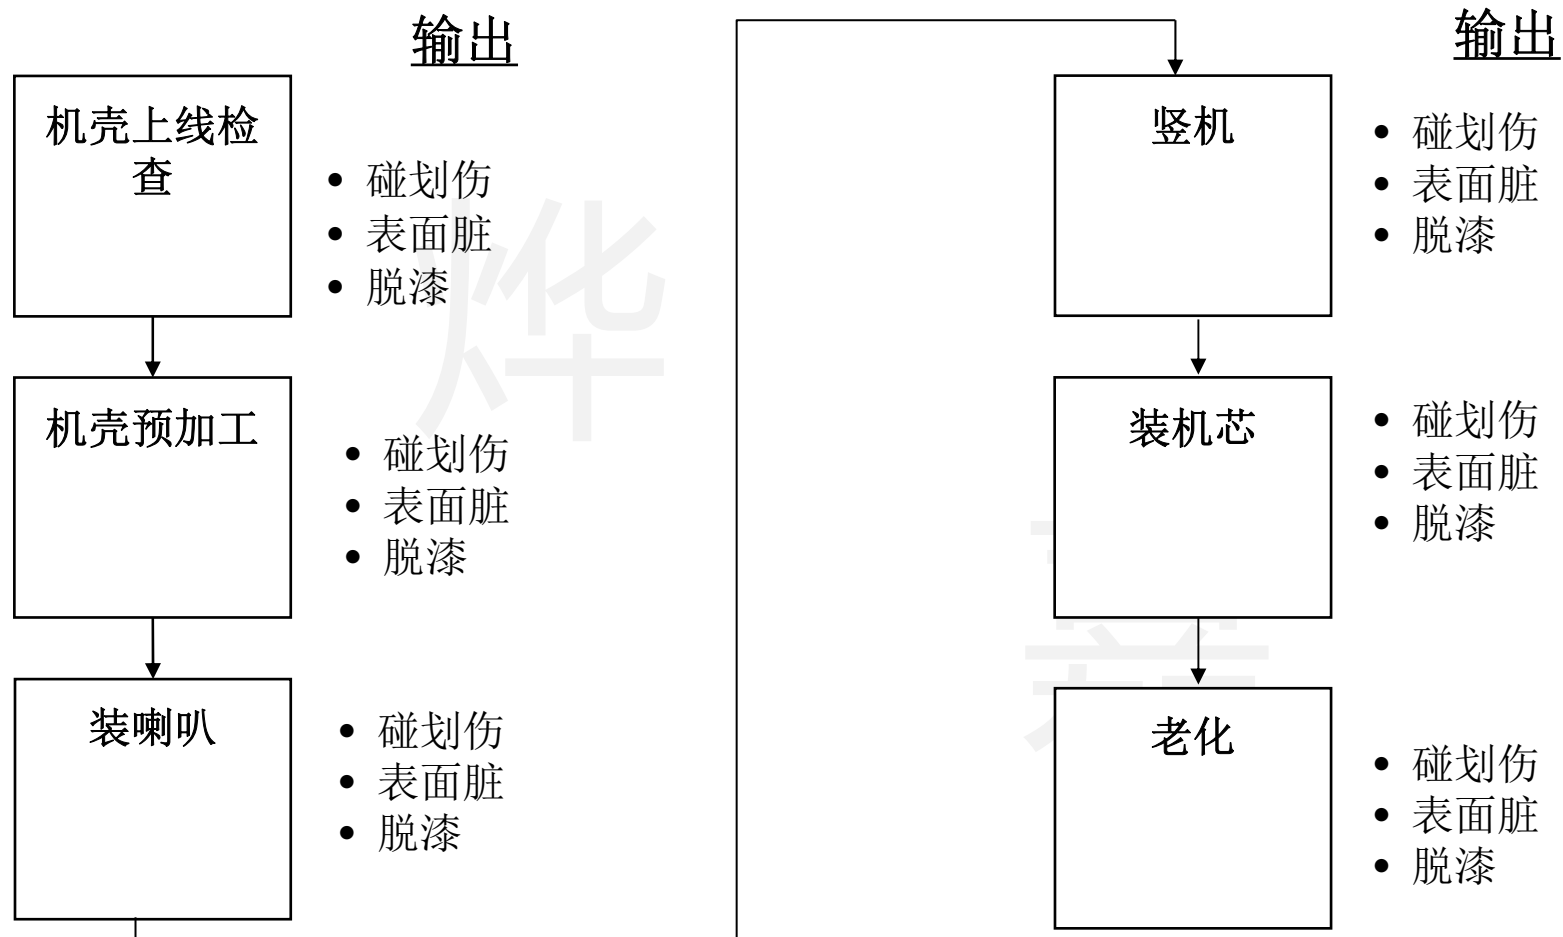 输出
机壳上线检
查
碰划伤
表面脏
脱漆
机壳预加工
碰划伤
表面脏
脱漆
装喇叭
碰划伤
表面脏
脱漆
输出
竖机
碰划伤
表面脏
脱漆
装机芯
碰划伤
表面脏
脱漆
老化
碰划伤
表面脏
脱漆
烨